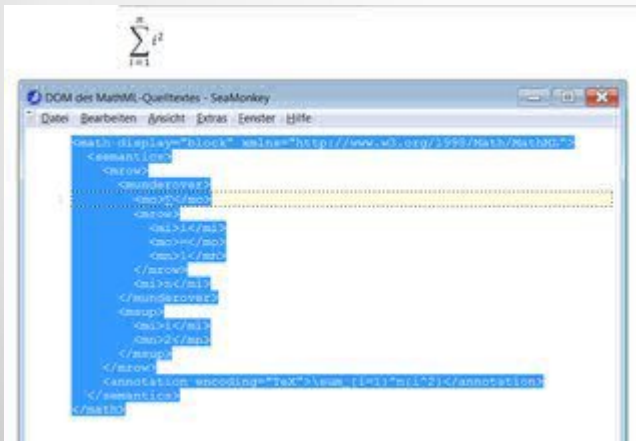 n
∑ i²
i=1
DOM des MathML-Quelltextes - SeaMonkey
Datei Bearbeiten Ansicht Extras Fenster Hilfe
<math display="block" xmlns="http://www.w3.org/1998/Math/MathML">
<semantics>
<mrow>
<munderover>
<mo>∑</mo>
<mrow>
<mi>i</mi>
<mo>=</mo>
<mn>1</mn>
</mrow>
<mi>n</mi>
</munderover>
<msup>
<mi>i</mi>
<mn>2</mn>
</msup>
</mrow>
<annotation encoding="TeX">\sum_{i=1}^n{i^2}</annotation>
</semantics>
</math>